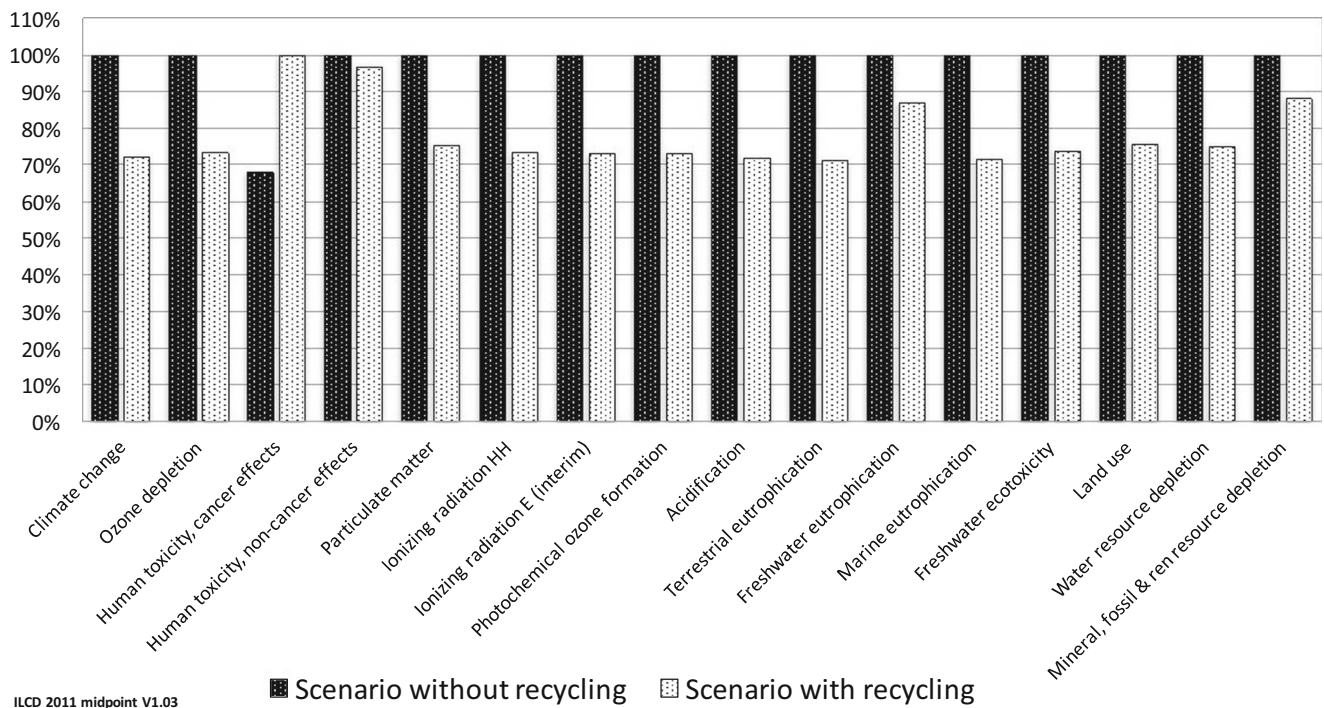 110%
100%
90%
80%
70%
60%
50%
40%
30%
20%
10%
0%
Climate change
Ozone depletion
Human toxicity, cancer effects
Human toxicity, non-cancer effects
Particulate matter
Ionizing radiation HH
Ionizing radiation E (interim)
Photochemical ozone formation
Acidification
Terrestrial eutrophication
Freshwater eutrophication
Marine eutrophication
Freshwater ecotoxicity
Land use
Water resource depletion
Mineral, fossil & ren resource depletion
Scenario without recycling
Scenario with recycling
ILCD 2011 midpoint V1.03